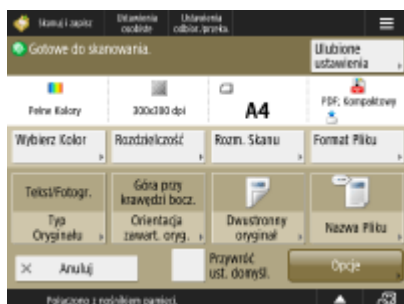 Skanuj i zapisz
Ustawienia osobiste
Ustawienia odbior./przeka.
Gotowe do skanowania.
Ulubione
ustawienia
Pełne Kolory
300x300 dpi
A4
PDF; Kompaktowy
Wybierz Kolor
Rozdzielczość
Rozm. Skanu
Format Pliku
Tekst/Fotogr.
Góra przy
krawędzi bocz.
Typ
Oryginału
Orientacja
zawart. oryg.
Dwustronny
oryginał
Nazwa Pliku
Anuluj
Przywróć
ust. domyśl.
Opcje
Połączono z nośnikiem pamięci.